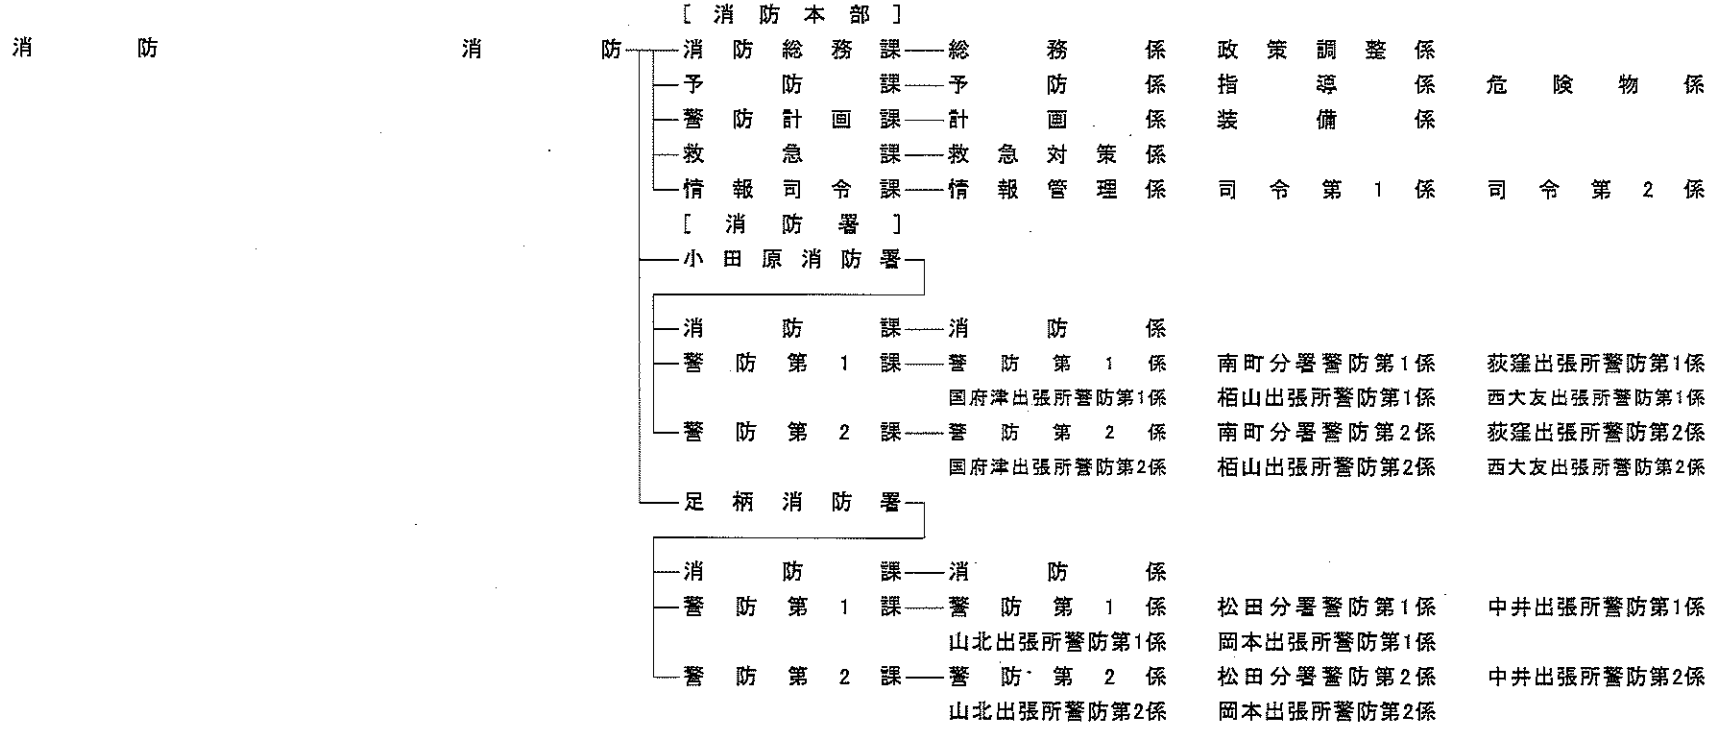 [消防本部]
消防 消防 消防総務課 総務係 政策調整係
予防課 予防係 指導係 危険物係
警防計画課 計画係 装備係
救急課 救急対策係
情報司令課 情報管理係 司令第1係 司令第2係
[消防署]
小田原消防署
消防課 消防係
警防第1課 警防第1係 南町分署警防第1係 荻窪出張所警防第1係
国府津出張所警防第1係 栢山出張所警防第1係 西大友出張所警防第1係
警防第2課 警防第2係 南町分署警防第2係 荻窪出張所警防第2係
国府津出張所警防第2係 栢山出張所警防第2係 西大友出張所警防第2係
足柄消防署
消防課 消防係
警防第1課 警防第1係 松田分署警防第1係 中井出張所警防第1係
山北出張所警防第1係 岡本出張所警防第1係
警防第2課 警防第2係 松田分署警防第2係 中井出張所警防第2係
山北出張所警防第2係 岡本出張所警防第2係